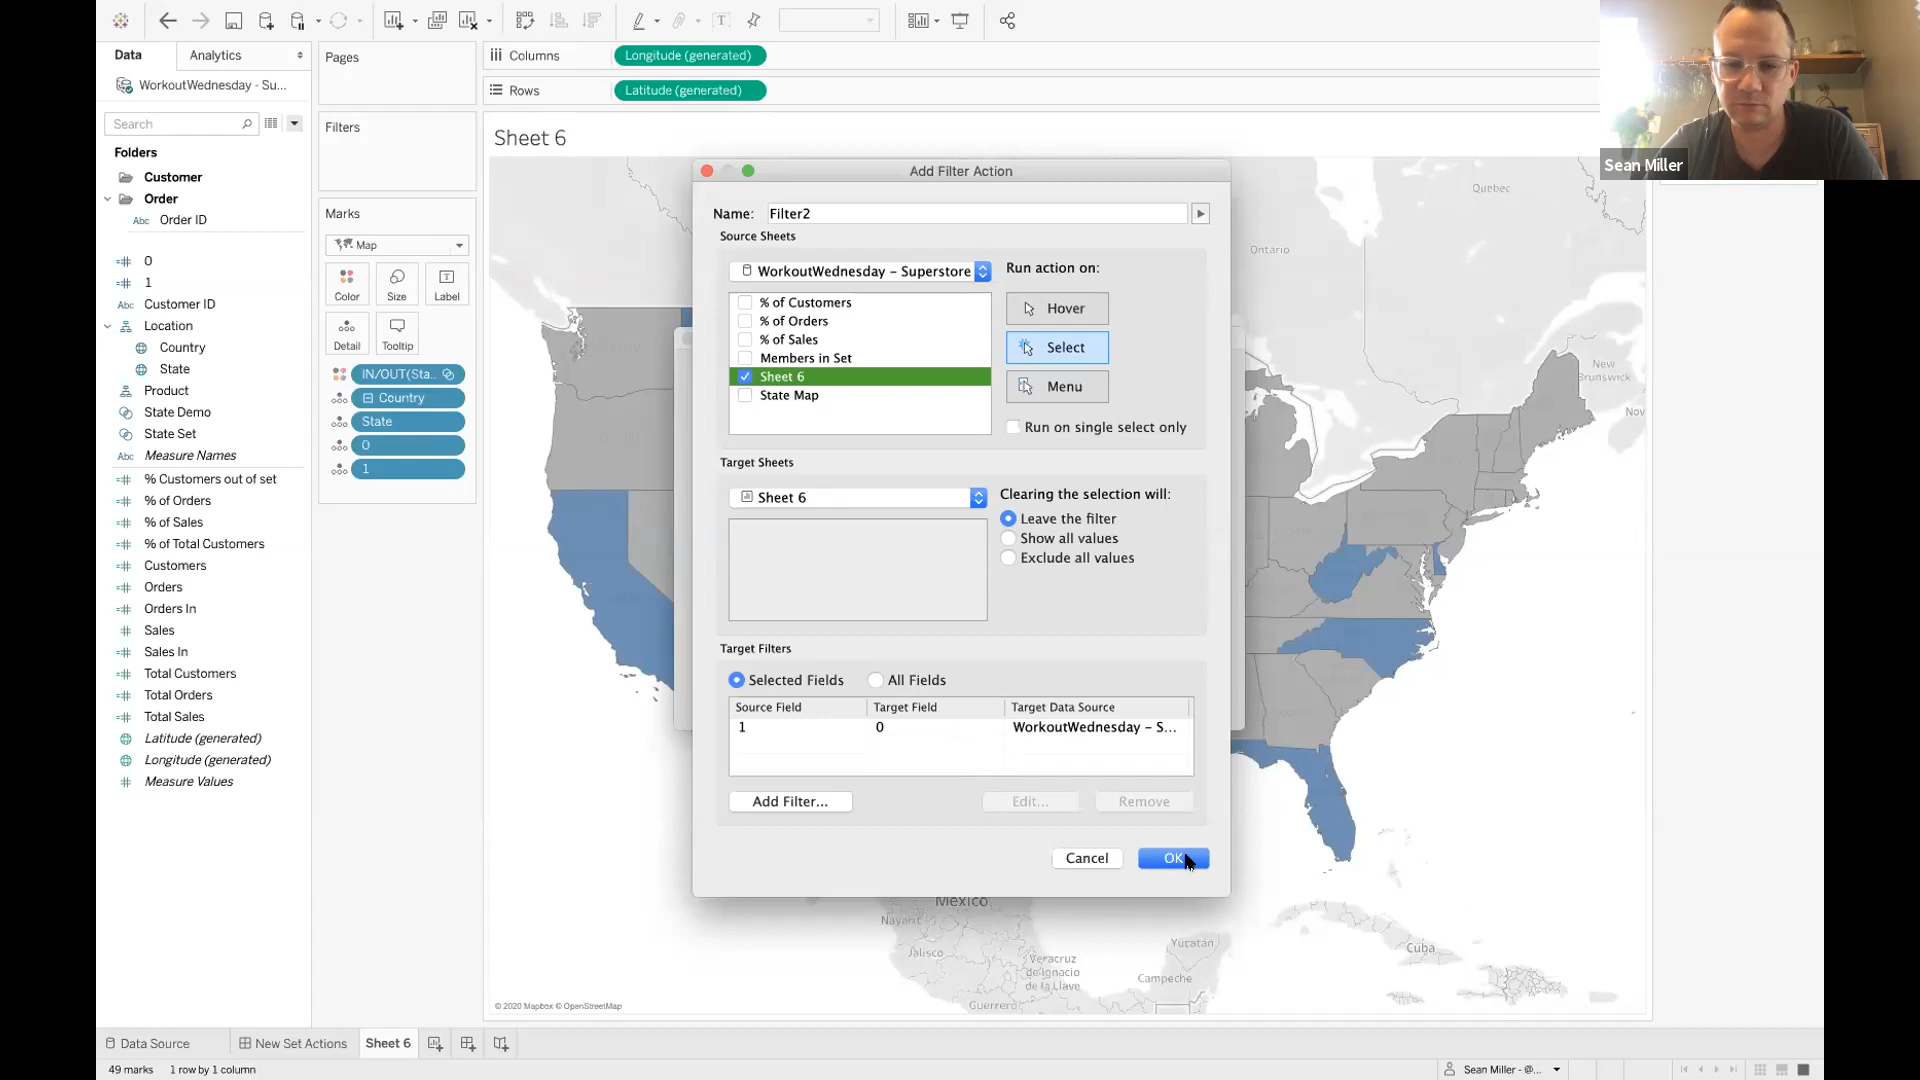 Data
Analytics
WorkoutWednesday - Su...
Search
Folders
Customer
Order
Abc Order ID
0
1
Abc Customer ID
Location
Country
State
Product
State Demo
State Set
Abc Measure Names
% Customers out of set
% of Orders
% of Sales
% of Total Customers
Customers
Orders
Orders In
Sales
Sales In
Total Customers
Total Orders
Total Sales
Latitude (generated)
Longitude (generated)
Measure Values
Pages
Filters
Marks
Map
Color
Size
Label
Detail
Tooltip
IN/OUT(Sta..
Country
State
0
1
Columns
Longitude (generated)
Rows
Latitude (generated)
Sheet 6
Add Filter Action
Name: Filter2
Source Sheets
WorkoutWednesday - Superstore
% of Customers
% of Orders
% of Sales
Members in Set
Sheet 6
State Map
Run action on:
Hover
Select
Menu
Run on single select only
Target Sheets
Sheet 6
Clearing the selection will:
Leave the filter
Show all values
Exclude all values
Target Filters
Selected Fields
All Fields
Source Field Target Field Target Data Source
1 0 WorkoutWednesday - S...
Add Filter...
Edit...
Remove
Cancel
OK
Quebec
Ontario
New
Brunswick
Nov
Mexico
Nayarit
Jalisco
Veracruz
de Ignacio
de la Llave
Guerrero
Yucatán
Campeche
Cuba
© 2020 Mapbox © OpenStreetMap
Sean Miller
Data Source
New Set Actions
Sheet 6
49 marks
1 row by 1 column
Sean Miller - @...